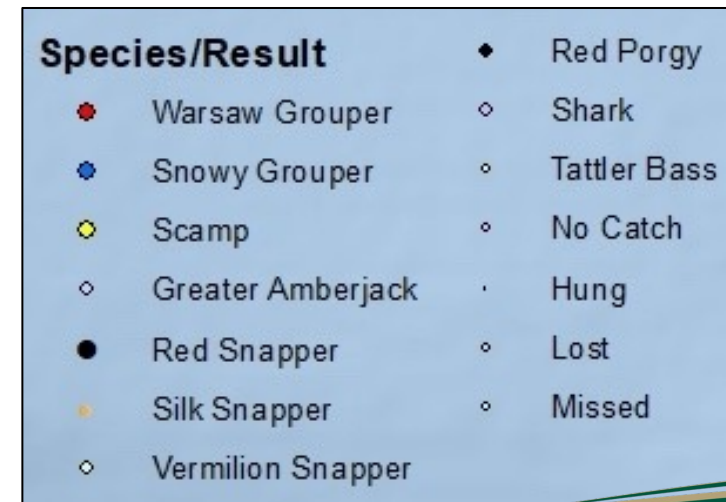 Species/Result
Warsaw Grouper
Snowy Grouper
Scamp
Greater Amberjack
Red Snapper
Silk Snapper
Vermilion Snapper
Red Porgy
Shark
Tattler Bass
No Catch
Hung
Lost
Missed